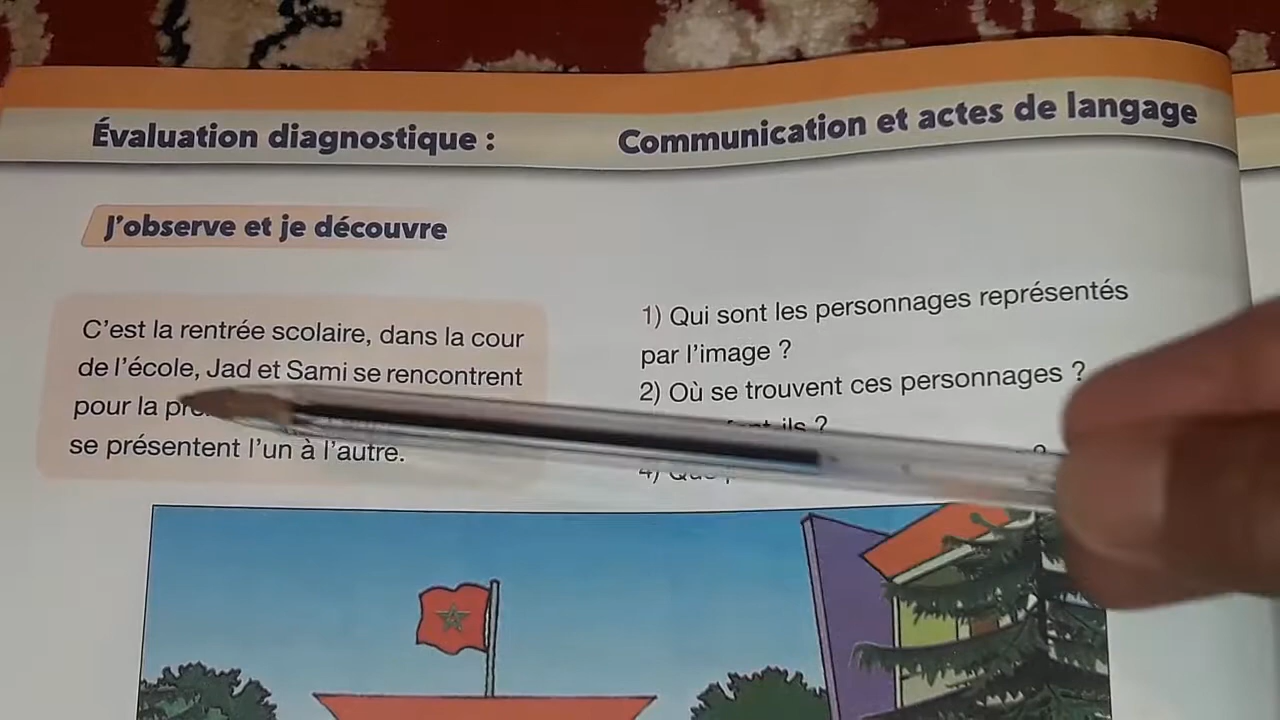 Évaluation diagnostique :
Communication et actes de langage
J'observe et je découvre
C'est la rentrée scolaire, dans la cour
de l'école, Jad et Sami se rencontrent
pour la
se présentent l'un à l'autre.
1) Qui sont les personnages représentés
par l'image ?
2) Où se trouvent ces personnages ?
ils ?
4)